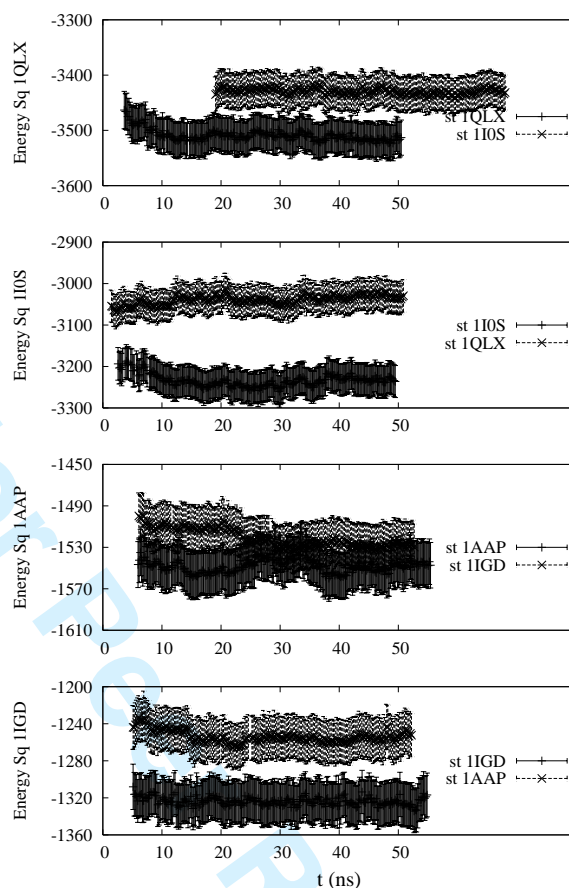 Energy Sq 1QLX
-3300
-3400
-3500
-3600
0 10 20 30 40 50
st 1QLX
st 1I0S
Energy Sq 1I0S
-2900
-3000
-3100
-3200
-3300
0 10 20 30 40 50
st 1I0S
st 1QLX
Energy Sq 1AAP
-1450
-1490
-1530
-1570
-1610
0 10 20 30 40 50
st 1AAP
st 1IGD
Energy Sq 1IGD
-1200
-1240
-1280
-1320
-1360
0 10 20 30 40 50
st 1IGD
st 1AAP
t (ns)
r Pee
R